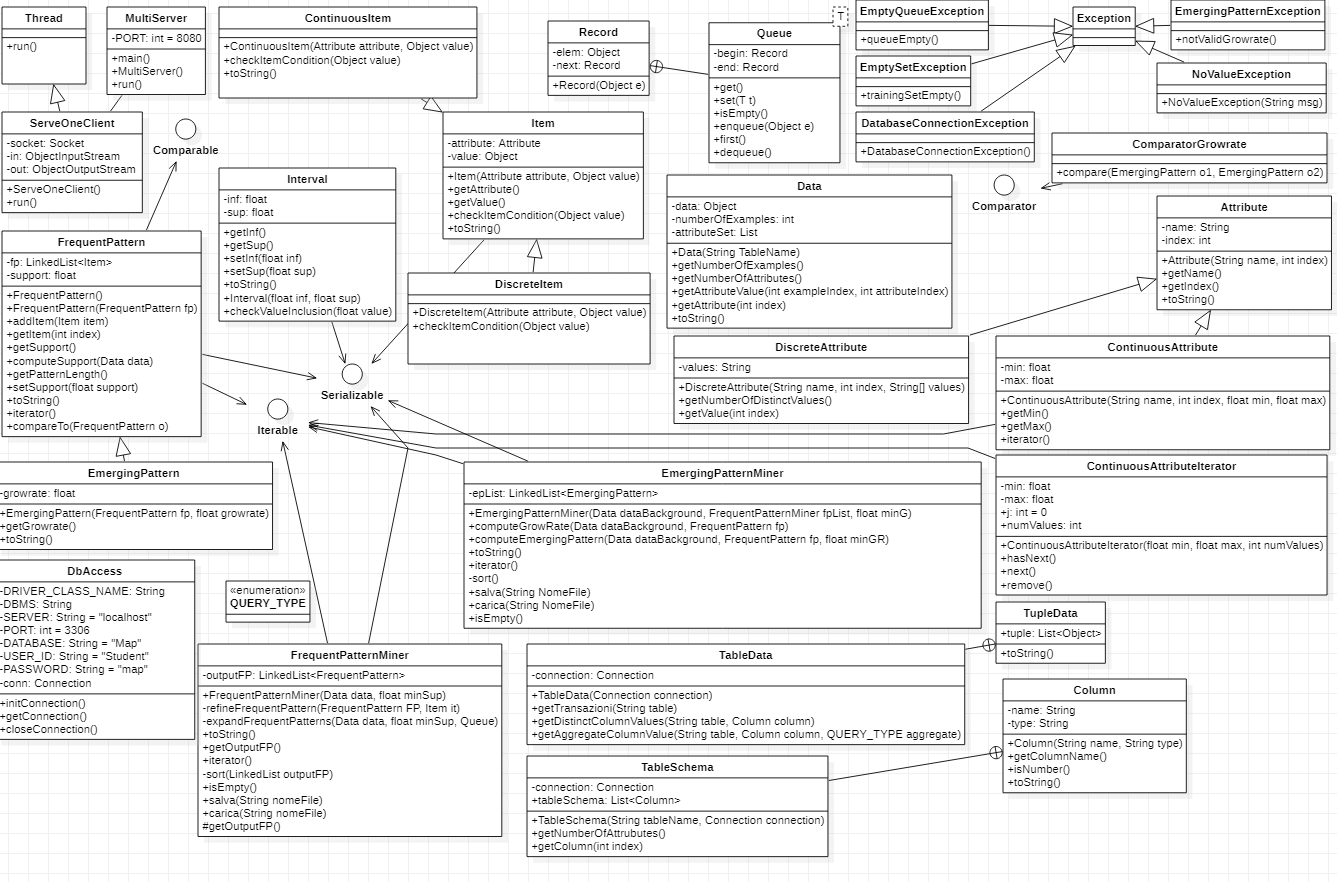 Thread
+run()
MultiServer
-PORT: int = 8080
+main()
+MultiServer()
+run()
ContinuousItem
+ContinuousItem(Attribute attribute, Object value)
+checkItemCondition(Object value)
+toString()
Record
-elem: Object
-next: Record
+Record(Object e)
T
Queue
-begin: Record
-end: Record
+get()
+set(T t)
+isEmpty()
+enqueue(Object e)
+first()
+dequeue()
EmptyQueueException
+queueEmpty()
Exception
EmergingPatternException
+notValidGrowrate()
EmptySetException
+trainingSetEmpty()
NoValueException
+NoValueException(String msg)
DatabaseConnectionException
+DatabaseConnectionException()
ServeOneClient
-socket: Socket
-in: ObjectInputStream
-out: ObjectOutputStream
+ServeOneClient()
+run()
Comparable
Item
-attribute: Attribute
-value: Object
+Item(Attribute attribute, Object value)
+getAttribute()
+getValue()
+checkItemCondition(Object value)
+toString()
ComparatorGrowrate
+compare(EmergingPattern o1, EmergingPattern o2)
Comparator
Interval
-inf: float
-sup: float
+getInf()
+getSup()
+setInf(float inf)
+setSup(float sup)
+toString()
+Interval(float inf, float sup)
+checkValueInclusion(float value)
Data
-data: Object
-numberOfExamples: int
-attributeSet: List
+Data(String TableName)
+getNumberOfExamples()
+getNumberOfAttributes()
+getAttributeValue(int exampleIndex, int attributeIndex)
+getAttribute(int index)
+toString()
Attribute
-name: String
-index: int
+Attribute(String name, int index)
+getName()
+getIndex()
+toString()
FrequentPattern
-fp: LinkedList<Item>
-support: float
+FrequentPattern()
+FrequentPattern(FrequentPattern fp)
+addItem(Item item)
+getItem(int index)
+getSupport()
+computeSupport(Data data)
+getPatternLength()
+setSupport(float support)
+toString()
+iterator()
+compareTo(FrequentPattern o)
DiscreteItem
+DiscreteItem(Attribute attribute, Object value)
+checkItemCondition(Object value)
DiscreteAttribute
-values: String
+DiscreteAttribute(String name, int index, String[] values)
+getNumberOfDistinctValues()
+getValue(int index)
ContinuousAttribute
-min: float
-max: float
+ContinuousAttribute(String name, int index, float min, float max)
+getMin()
+getMax()
+iterator()
Serializable
Iterable
EmergingPattern
-growrate: float
+EmergingPattern(FrequentPattern fp, float growrate)
+getGrowrate()
+toString()
EmergingPatternMiner
-epList: LinkedList<EmergingPattern>
+EmergingPatternMiner(Data dataBackground, FrequentPatternMiner fpList, float minG)
+computeGrowRate(Data dataBackground, FrequentPattern fp)
+computeEmergingPattern(Data dataBackground, FrequentPattern fp, float minGR)
+toString()
+iterator()
-sort()
+salva(String NomeFile)
+carica(String NomeFile)
+isEmpty()
ContinuousAttributeIterator
-min: float
-max: float
+j: int = 0
+numValues: int
+ContinuousAttributeIterator(float min, float max, int numValues)
+hasNext()
+next()
+remove()
DbAccess
-DRIVER_CLASS_NAME: String
-DBMS: String
-SERVER: String = "localhost"
-PORT: int = 3306
-DATABASE: String = "Map"
-USER_ID: String = "Student"
-PASSWORD: String = "map"
-conn: Connection
+initConnection()
+getConnection()
+closeConnection()
«enumeration»
QUERY_TYPE
TupleData
+tuple: List<Object>
+toString()
FrequentPatternMiner
-outputFP: LinkedList<FrequentPattern>
+FrequentPatternMiner(Data data, float minSup)
-refineFrequentPattern(FrequentPattern FP, Item it)
-expandFrequentPatterns(Data data, float minSup, Queue)
+toString()
+getOutputFP()
+iterator()
-sort(LinkedList outputFP)
+isEmpty()
+salva(String nomeFile)
+carica(String nomeFile)
#getOutputFP()
TableData
-connection: Connection
+TableData(Connection connection)
+getTransazioni(String table)
+getDistinctColumnValues(String table, Column column)
+getAggregateColumnValue(String table, Column column, QUERY_TYPE aggregate)
Column
-name: String
-type: String
+Column(String name, String type)
+getColumnName()
+isNumber()
+toString()
TableSchema
-connection: Connection
+tableSchema: List<Column>
+TableSchema(String tableName, Connection connection)
+getNumberOfAttrubutes()
+getColumn(int index)